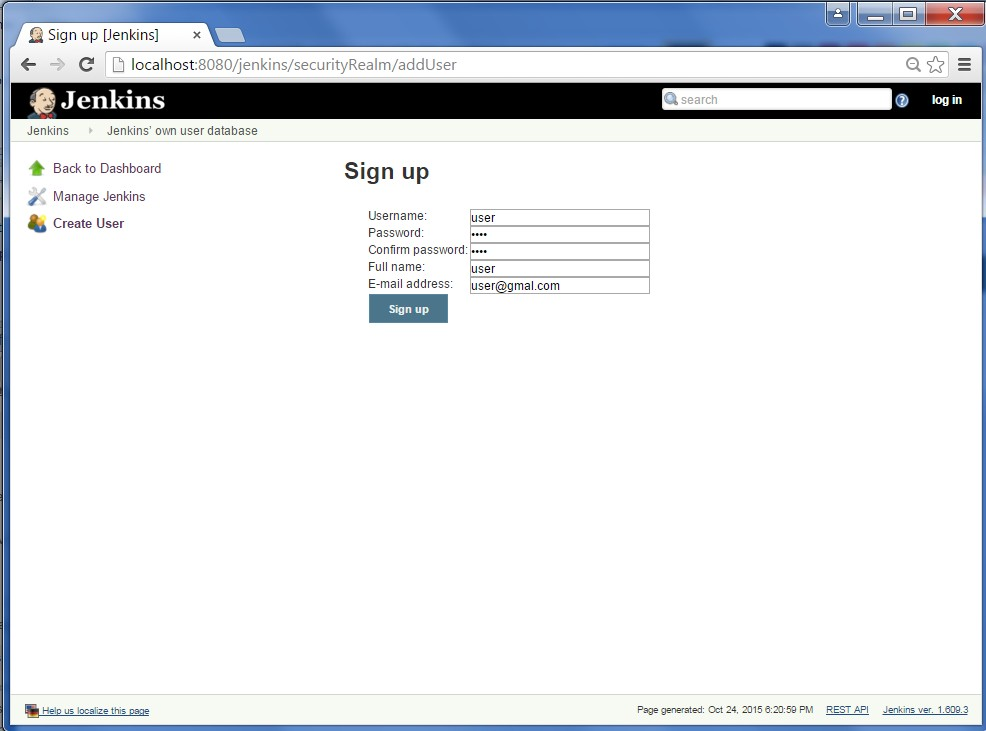 Sign up [Jenkins]
localhost:8080/jenkins/securityRealm/addUser
Jenkins
search
log in
Jenkins
Jenkins' own user database
Back to Dashboard
Manage Jenkins
Create User
Sign up
Username: user
Password: ••••
Confirm password: ••••
Full name: user
E-mail address: user@gmal.com
Sign up
Help us localize this page
Page generated: Oct 24, 2015 6:20:59 PM REST API Jenkins ver. 1.609.3